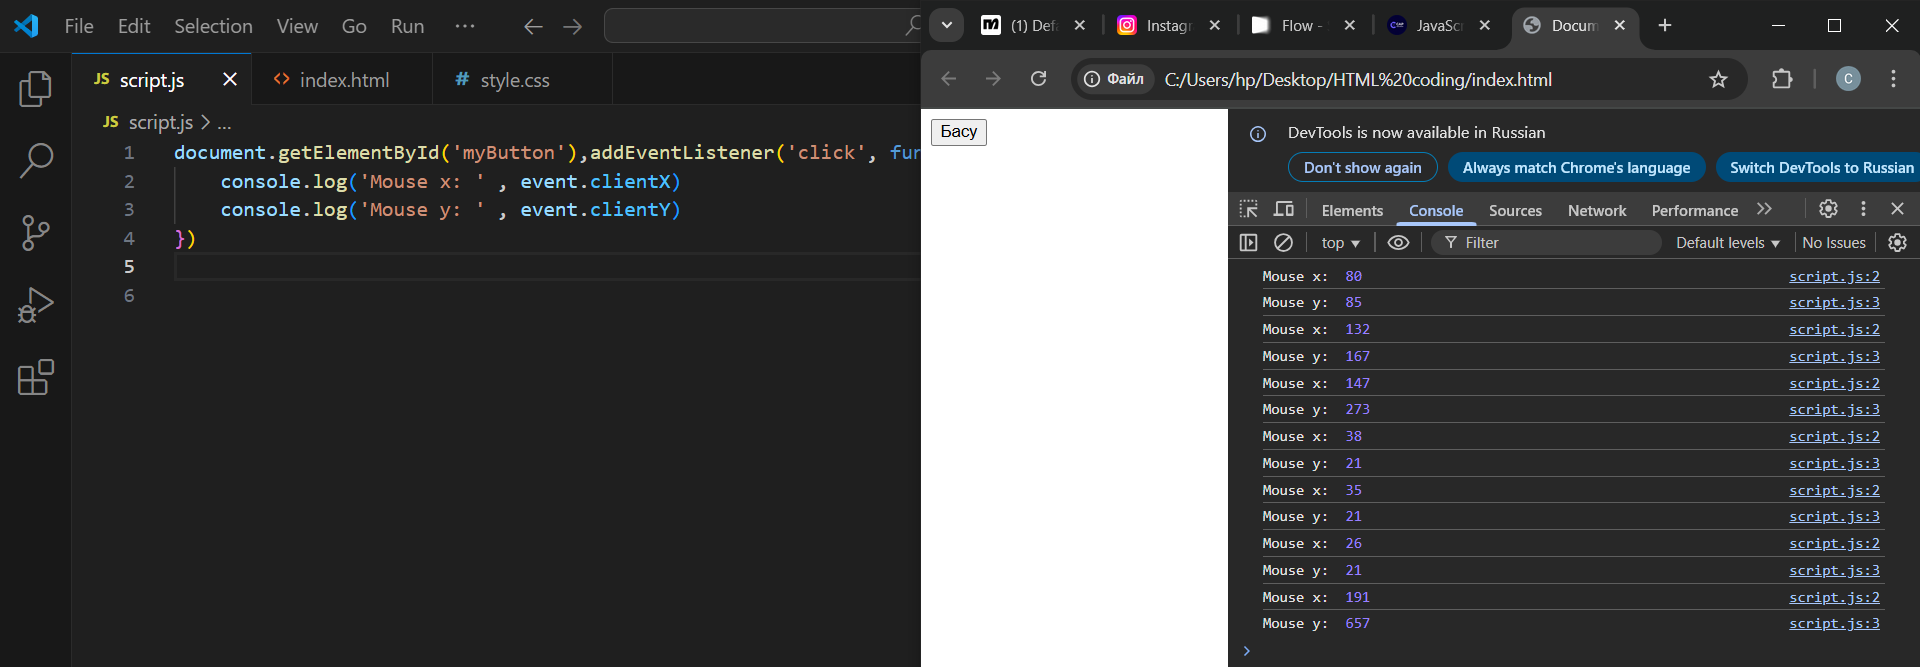 File Edit Selection View Go Run ...
JS script.js index.html # style.css
JS script.js > ...
1 document.getElementById('myButton'),addEventListener('click', fun
2 console.log('Mouse x: ' , event.clientX)
3 console.log('Mouse y: ' , event.clientY)
4 })
5
6
(1) Defa Instagr Flow - JavaScr Docum
Файл C:/Users/hp/Desktop/HTML%20coding/index.html C
Басу
DevTools is now available in Russian
Don't show again Always match Chrome's language Switch DevTools to Russian
Elements Console Sources Network Performance
top Filter Default levels No Issues
Mouse x: 80 script.js:2
Mouse y: 85 script.js:3
Mouse x: 132 script.js:2
Mouse y: 167 script.js:3
Mouse x: 147 script.js:2
Mouse y: 273 script.js:3
Mouse x: 38 script.js:2
Mouse y: 21 script.js:3
Mouse x: 35 script.js:2
Mouse y: 21 script.js:3
Mouse x: 26 script.js:2
Mouse y: 21 script.js:3
Mouse x: 191 script.js:2
Mouse y: 657 script.js:3